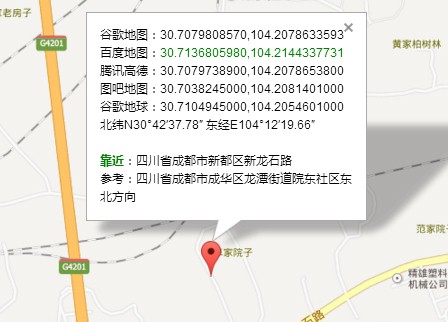 范家老房子
G4201
黄家柏树林
谷歌地图：30.7079808570,104.2078633593
百度地图：30.7136805980,104.2144337731
腾讯高德：30.7079738900,104.2078653800
图吧地图：30.7038245000,104.2081401000
谷歌地球：30.7104945000,104.2054601000
北纬N30°42′37.78″ 东经E104°12′19.66″
靠近：四川省成都市新都区新龙石路
参考：四川省成都市成华区龙潭街道院东社区东
北方向
范家院子
家院子
G4201
精雄塑料
机械公司
石路